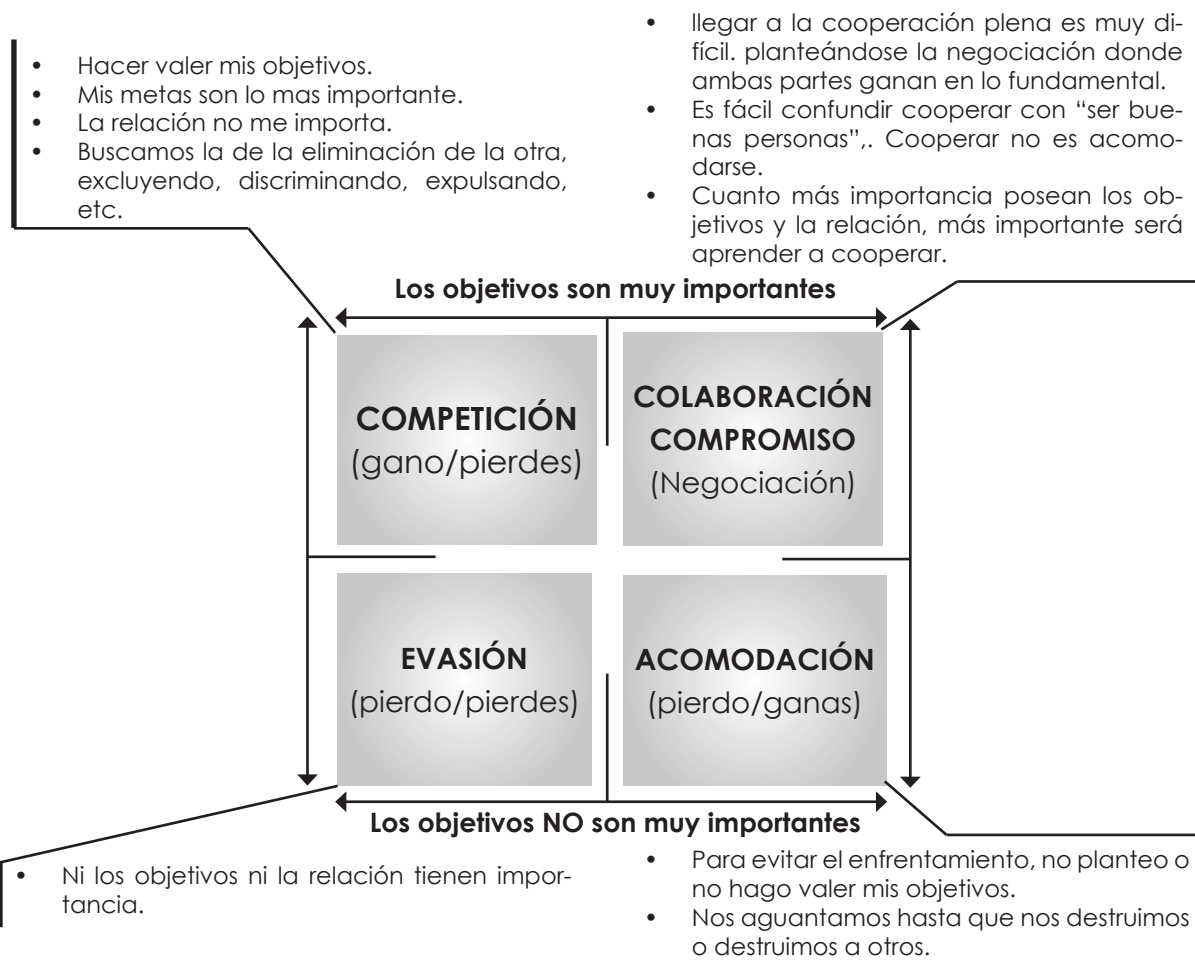 • Hacer valer mis objetivos.
• Mis metas son lo mas importante.
• La relación no me importa.
• Buscamos la de la eliminación de la otra,
excluyendo, discriminando, expulsando,
etc.
• llegar a la cooperación plena es muy di-
fícil. planteándose la negociación donde
ambas partes ganan en lo fundamental.
• Es fácil confundir cooperar con “ser bue-
nas personas”,. Cooperar no es acomo-
darse.
• Cuanto más importancia posean los ob-
jetivos y la relación, más importante será
aprender a cooperar.
Los objetivos son muy importantes
COMPETICIÓN
(gano/pierdes)
COLABORACIÓN
COMPROMISO
(Negociación)
EVASIÓN
(pierdo/pierdes)
ACOMODACIÓN
(pierdo/ganas)
Los objetivos NO son muy importantes
• Ni los objetivos ni la relación tienen impor-
tancia.
• Para evitar el enfrentamiento, no planteo o
no hago valer mis objetivos.
• Nos aguantamos hasta que nos destruimos
o destruimos a otros.